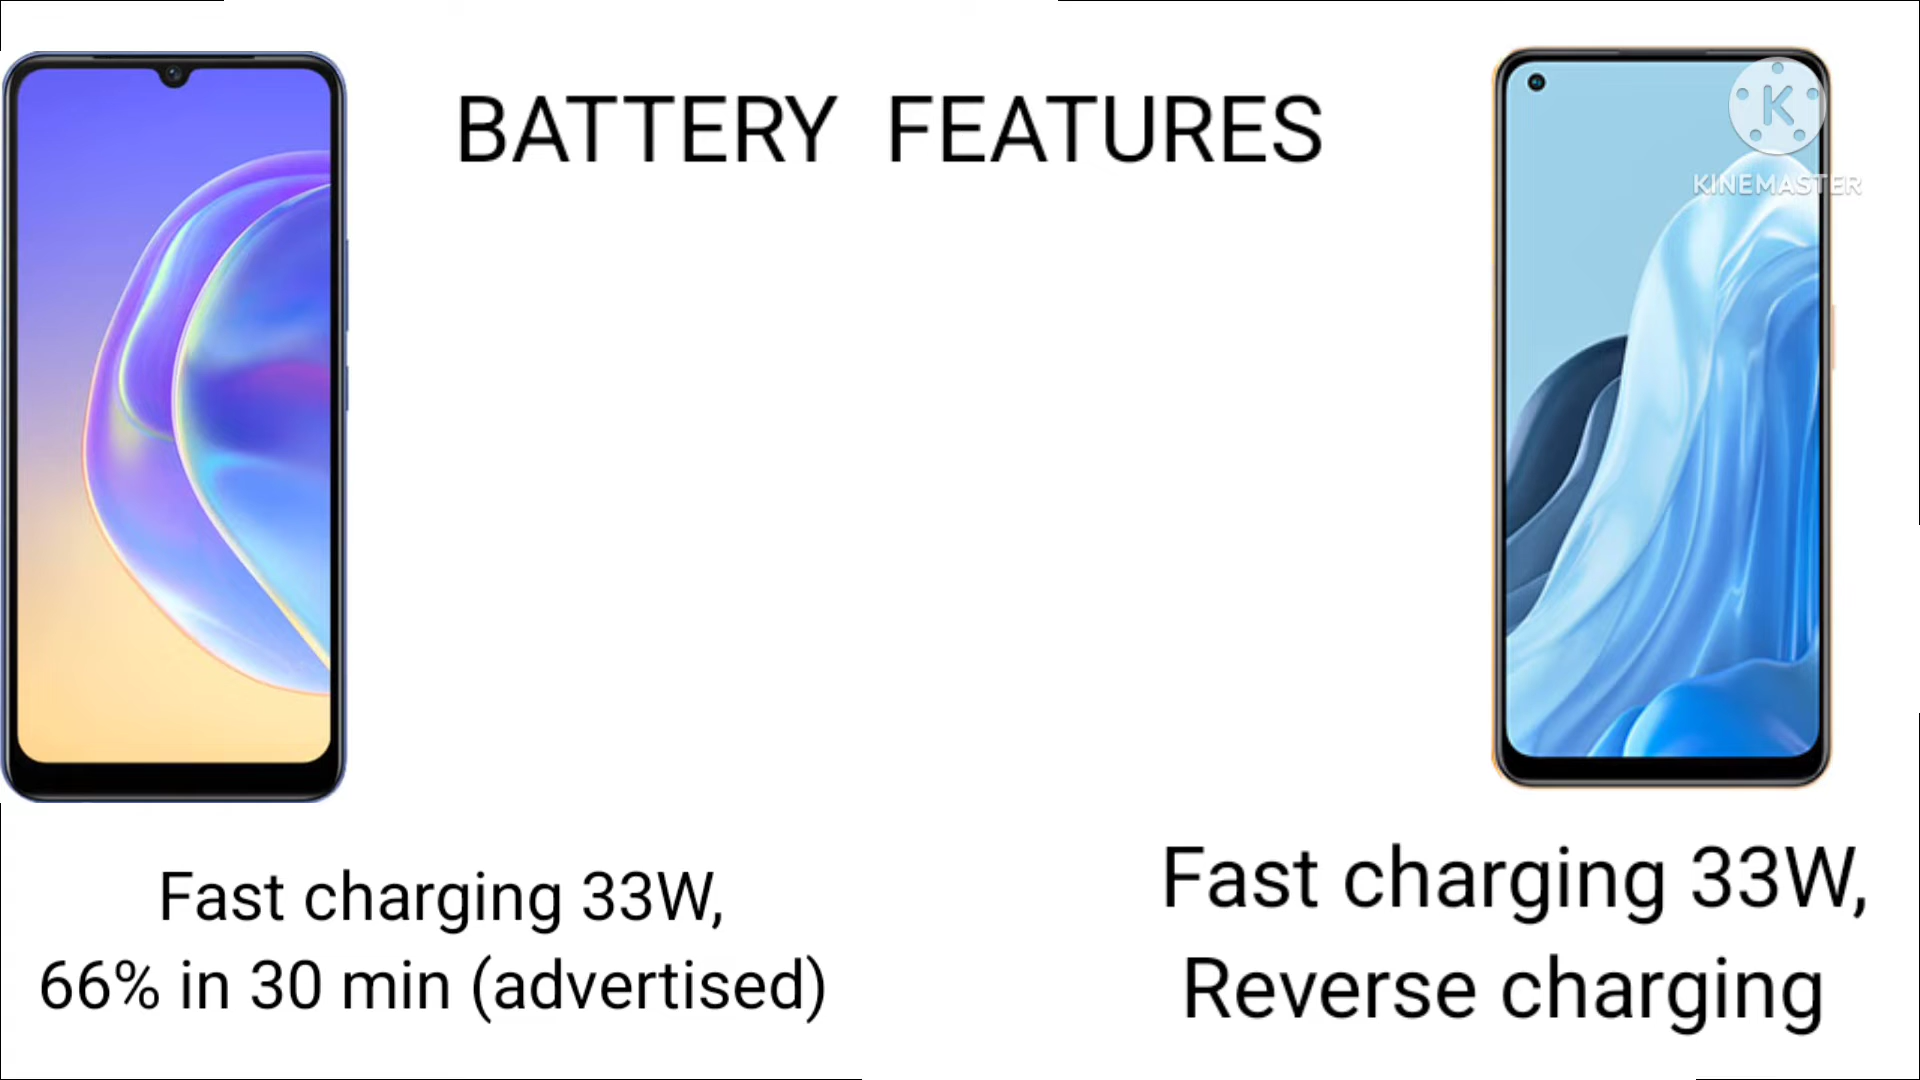 BATTERY FEATURES
K
KINEMASTER
Fast charging 33W,
66% in 30 min (advertised)
Fast charging 33W,
Reverse charging